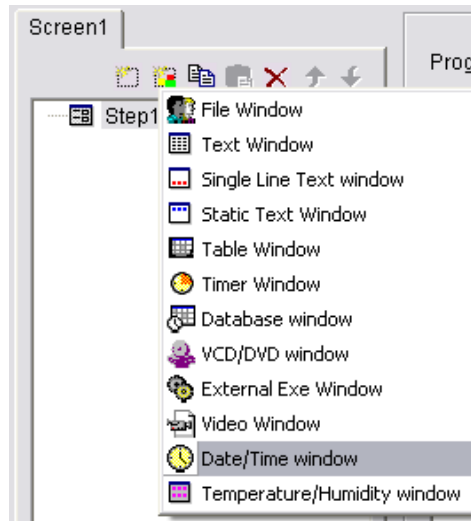 Screen1
Prog
Step1
File Window
Text Window
Single Line Text window
Static Text Window
Table Window
Timer Window
Database window
VCD/DVD window
External Exe Window
Video Window
Date/Time window
Temperature/Humidity window